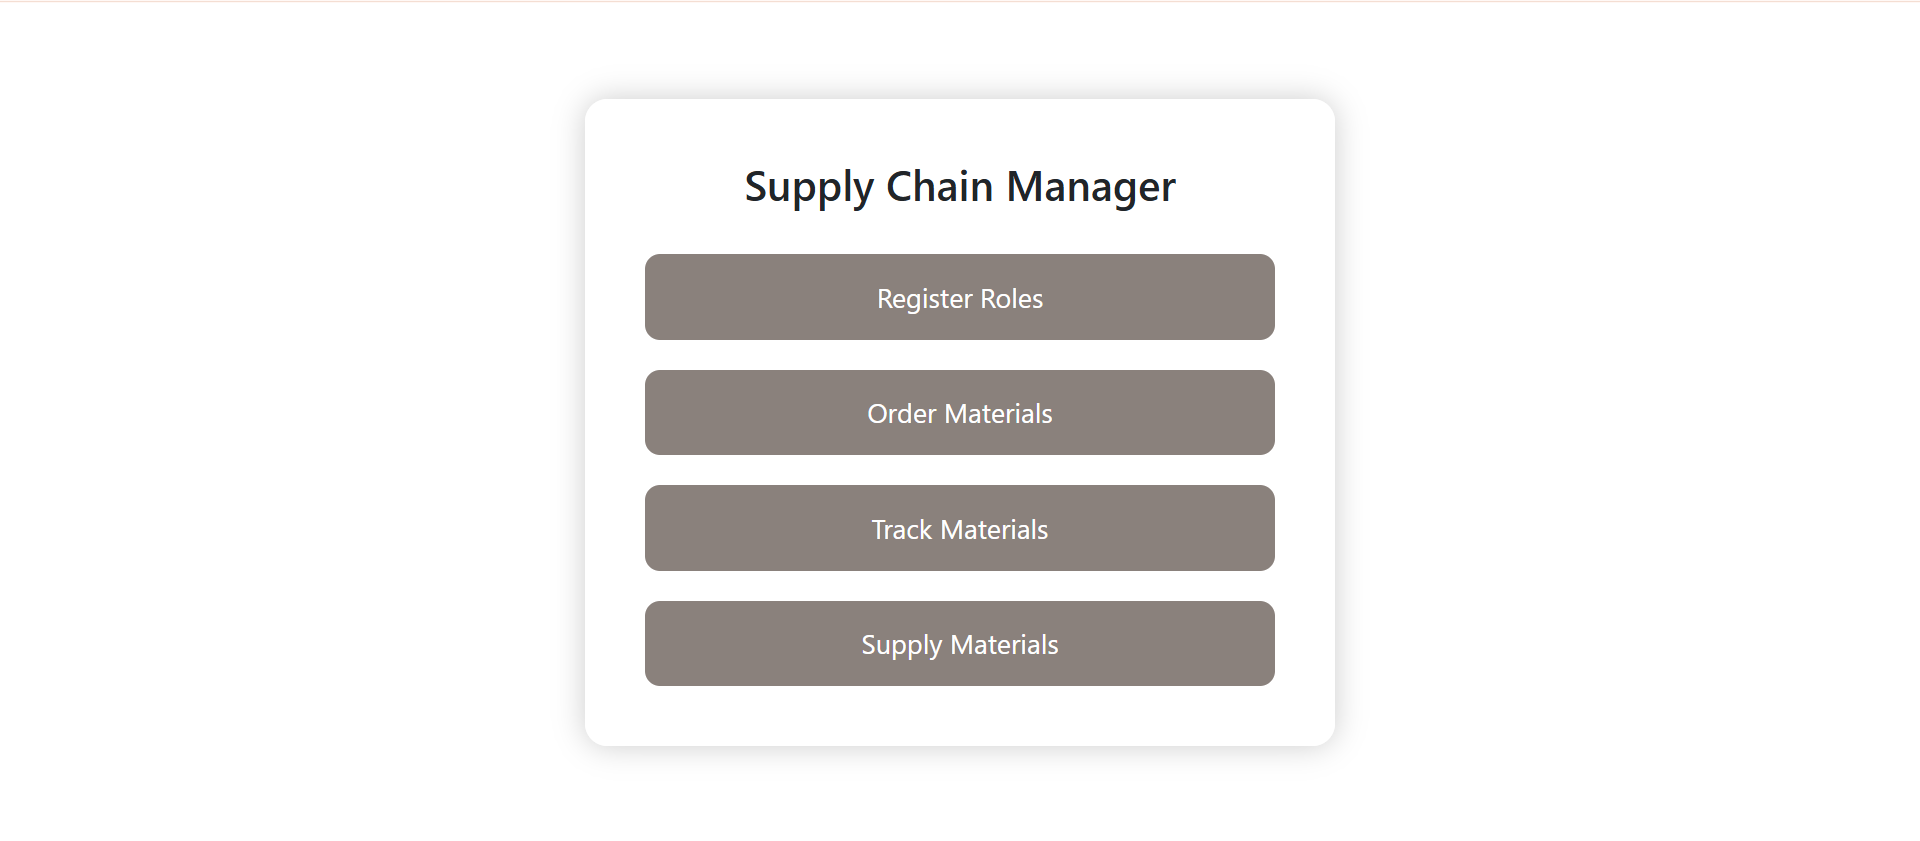 Supply Chain Manager
Register Roles
Order Materials
Track Materials
Supply Materials